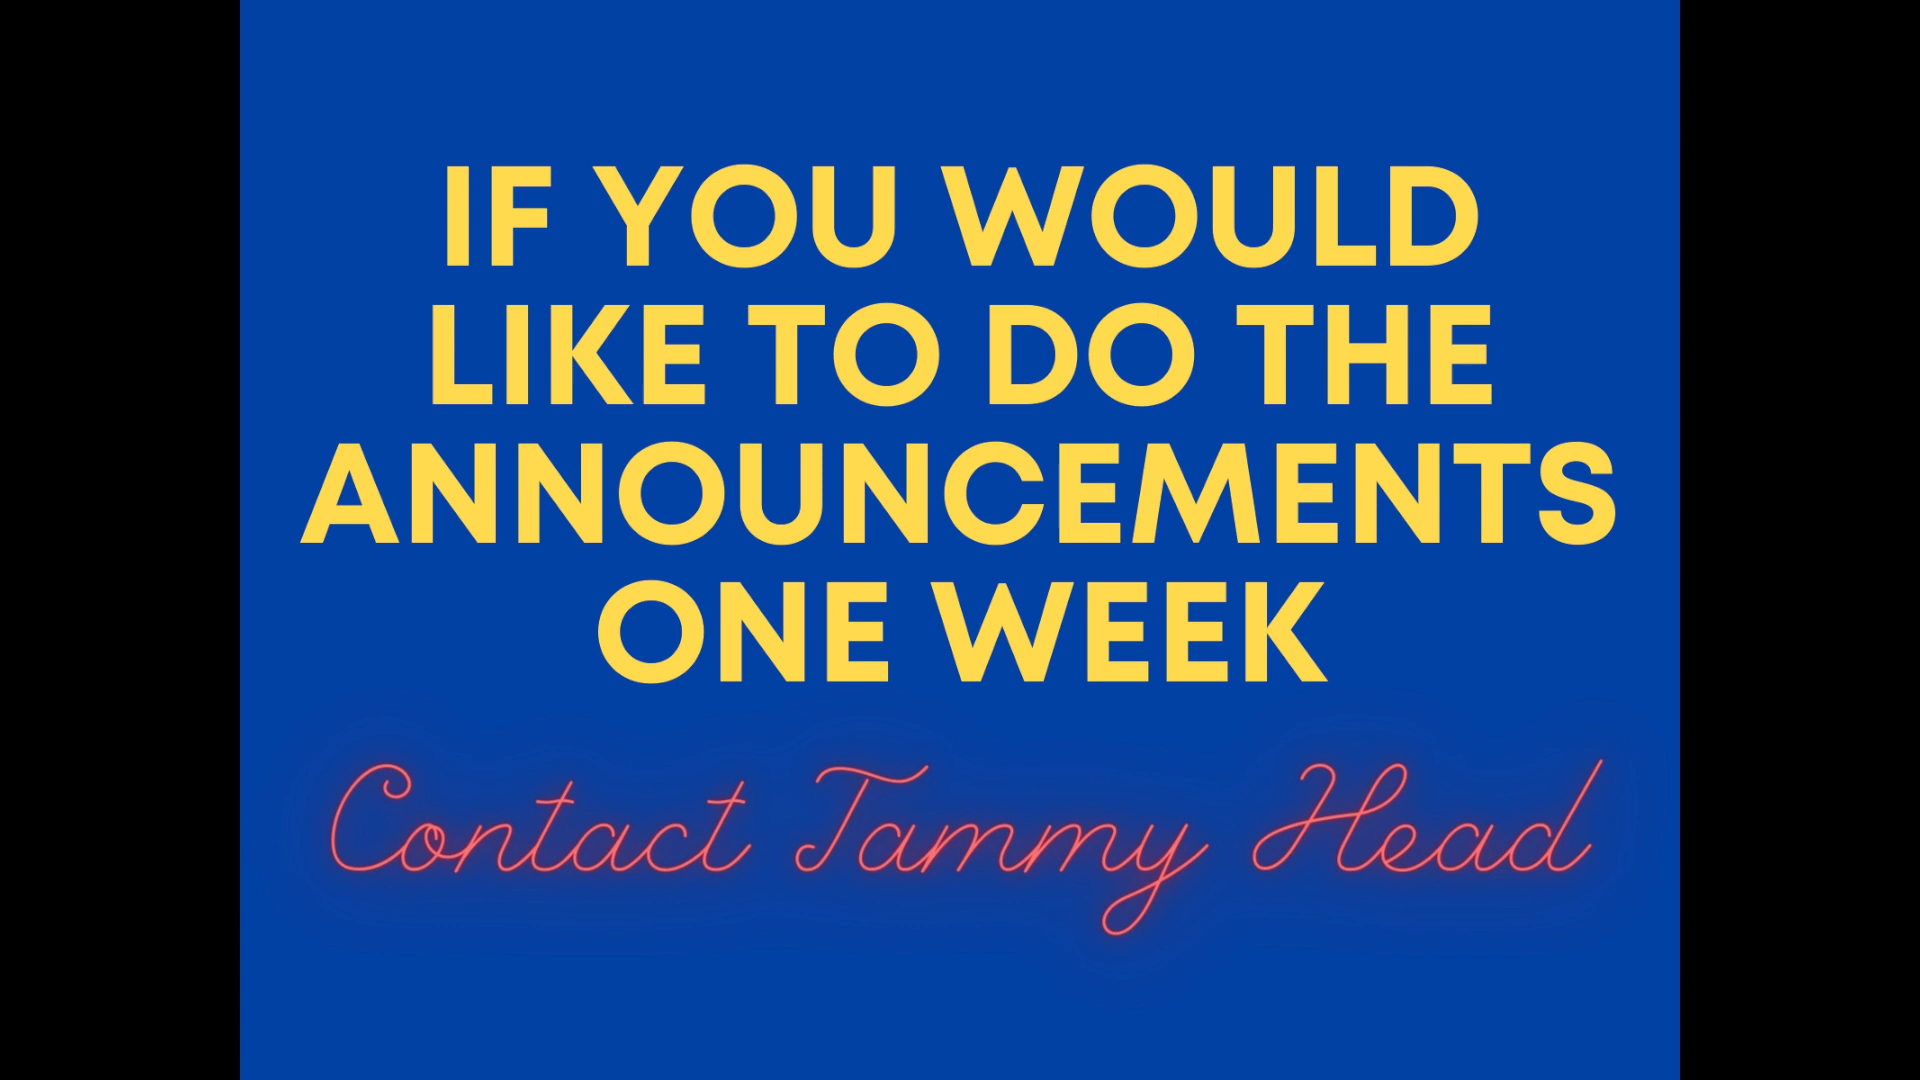 IF YOU WOULD
LIKE TO DO THE
ANNOUNCEMENTS
ONE WEEK
Contact Tammy Head